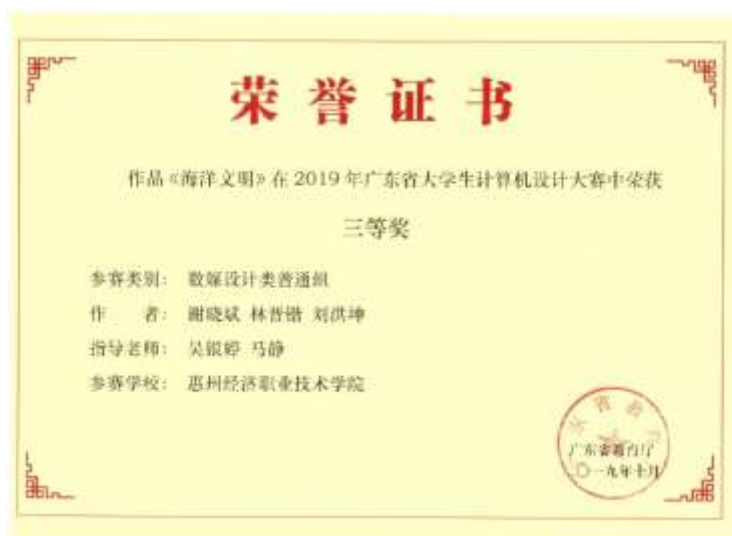 荣誉证书
作品《海洋文明》在 2019 年广东省大学生计算机设计大赛中荣获
三等奖
参赛类别: 数媒设计类普通组
作 者: 谢晓斌 林晋锴 刘洪坤
指导老师: 吴银婷 马静
参赛学校: 惠州经济职业技术学院
广东省教育厅
二〇一九年十月